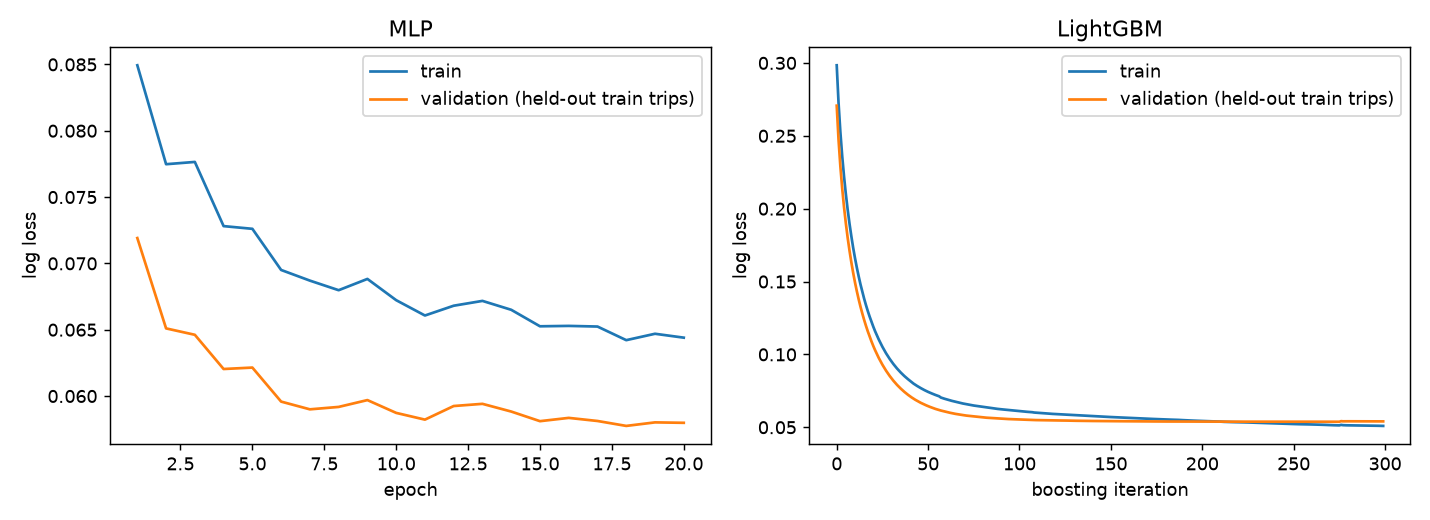 MLP
train
validation (held-out train trips)
0.085
0.080
0.075
0.070
0.065
0.060
log loss
2.5 5.0 7.5 10.0 12.5 15.0 17.5 20.0
epoch
LightGBM
train
validation (held-out train trips)
0.30
0.25
0.20
0.15
0.10
0.05
log loss
0 50 100 150 200 250 300
boosting iteration